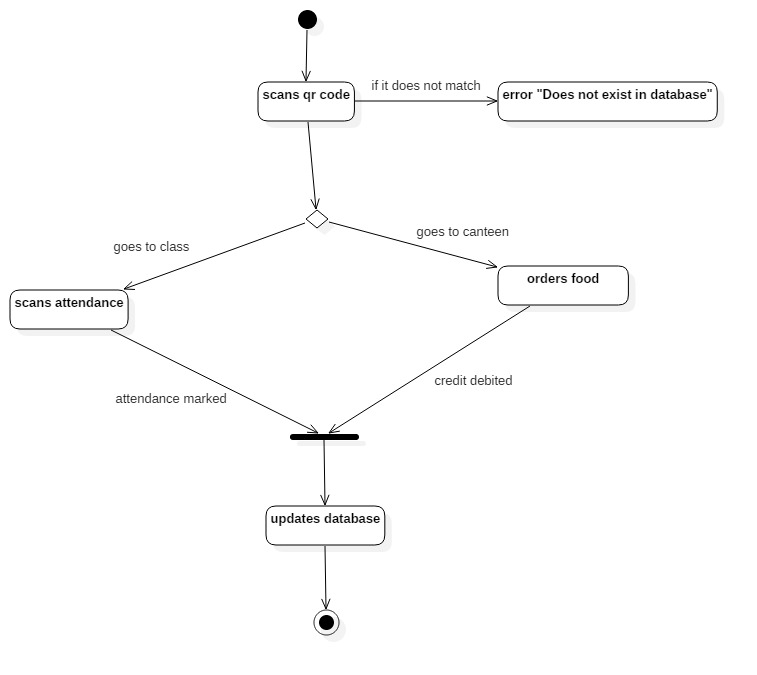 if it does not match
scans qr code
error "Does not exist in database"
goes to canteen
goes to class
orders food
scans attendance
credit debited
attendance marked
updates database